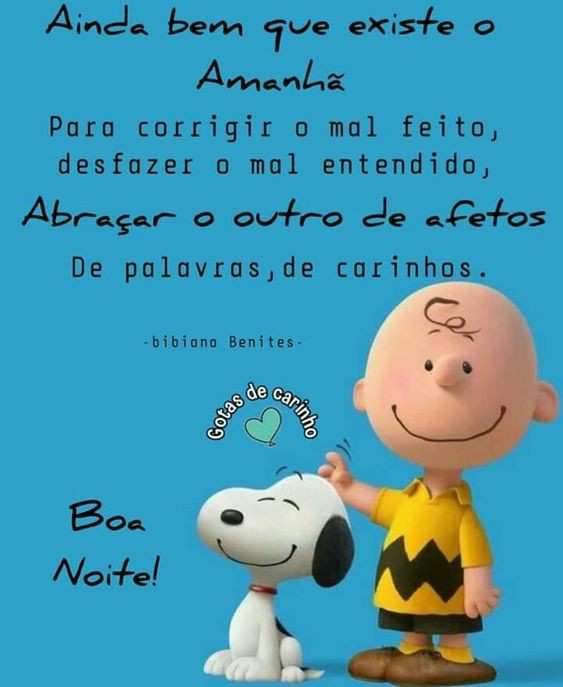 Ainda bem que existe o
Amanhã
Para corrigir o mal feito,
desfazer o mal entendido,
Abraçar o outro de afetos
De palavras,de carinhos.
-bibiana Benites-
Gotas de carinho
Boa
Noite!